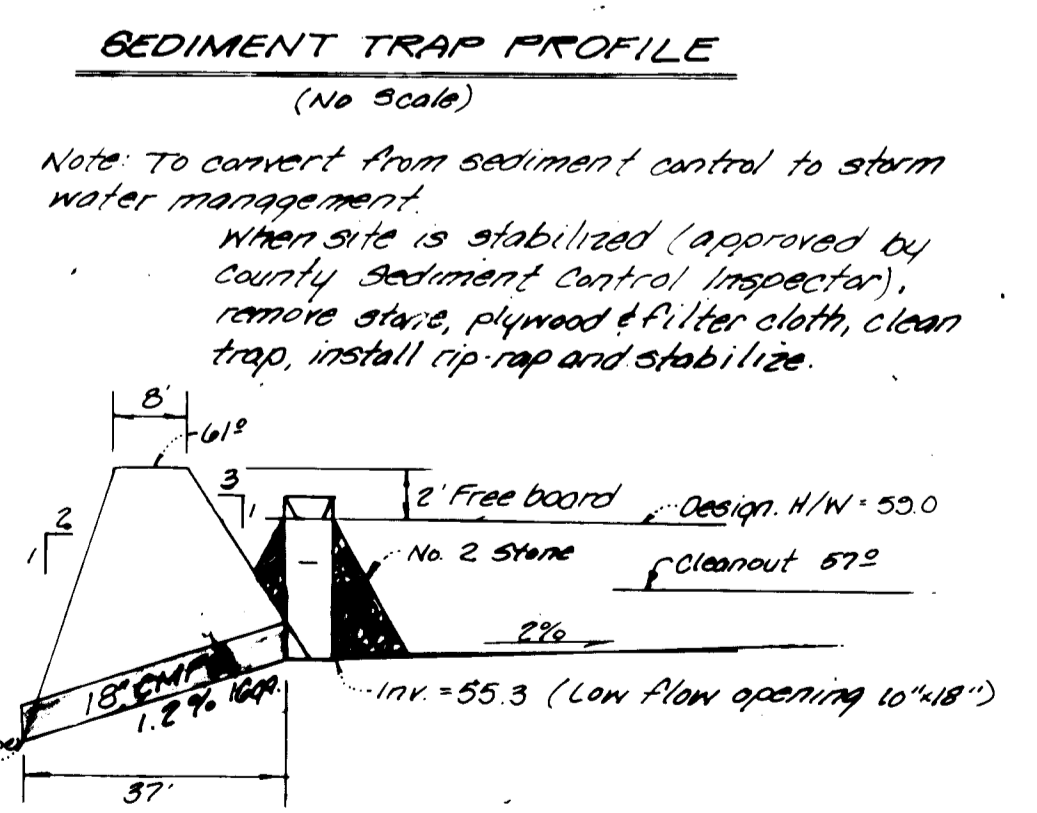 SEDIMENT TRAP PROFILE
(No Scale)
Note: To convert from sediment control to storm
water management.
When site is stabilized (approved by
County Sediment Control Inspector),
remove stone, plywood & filter cloth, clean
trap, install rip-rap and stabilize.
8'
61º
3
1
2' Free board
Design. H/W = 59.0
2
1
No. 2 Stone
Cleanout 57º
2%
18" CMP
1.2% 16ga.
Inv. = 55.3 (Low flow opening 10"x18")
37'